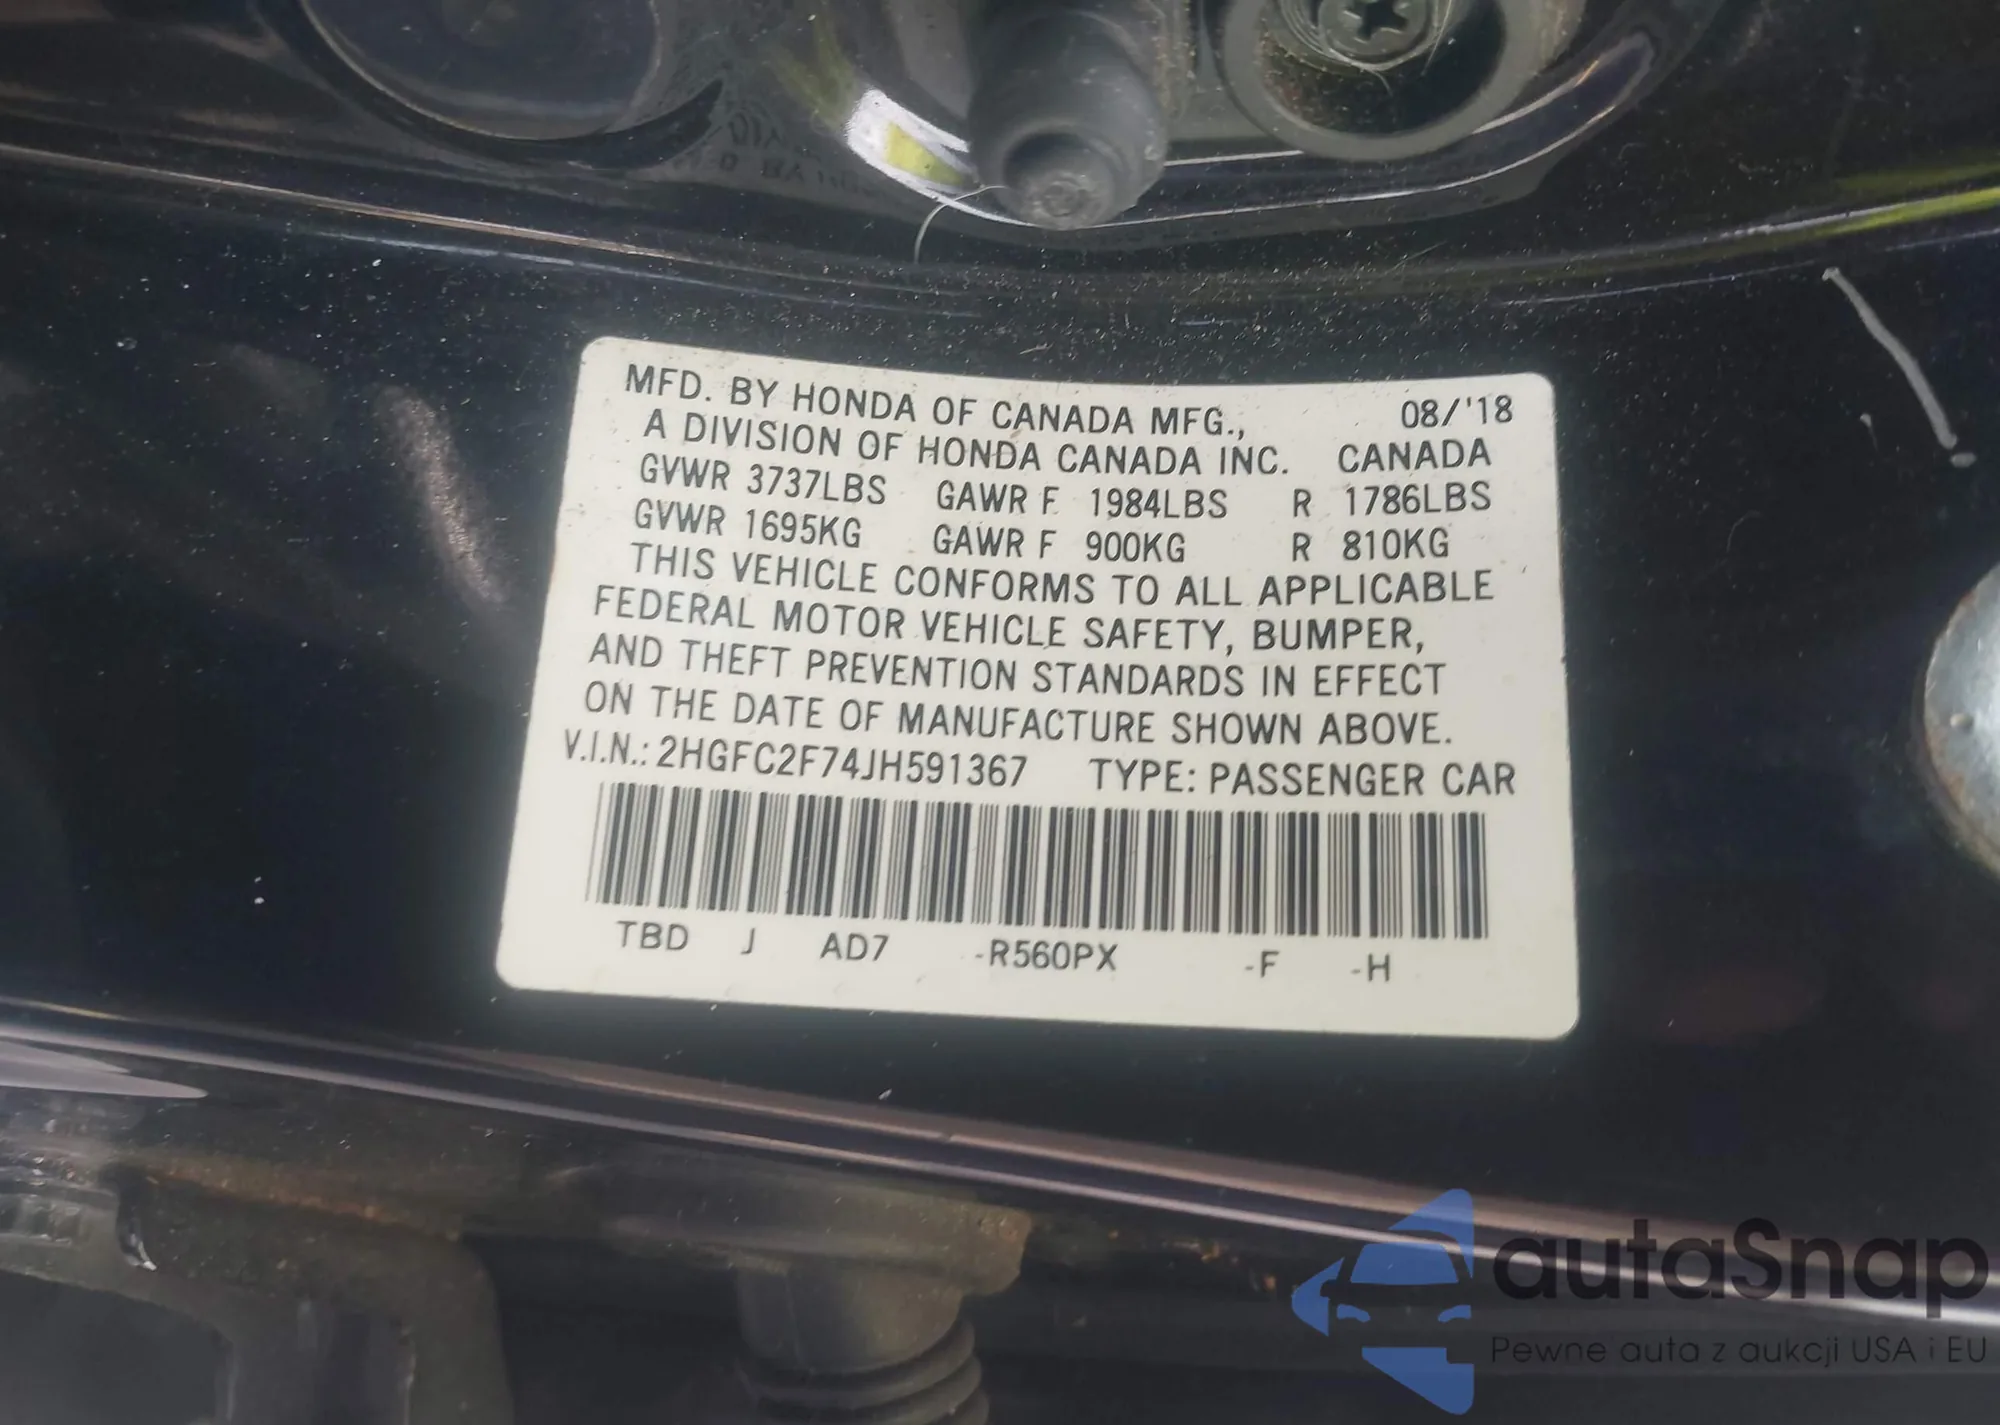 MFD. BY HONDA OF CANADA MFG., 08/'18
A DIVISION OF HONDA CANADA INC. CANADA
GVWR 3737LBS GAWR F 1984LBS R 1786LBS
GVWR 1695KG GAWR F 900KG R 810KG
THIS VEHICLE CONFORMS TO ALL APPLICABLE
FEDERAL MOTOR VEHICLE SAFETY, BUMPER,
AND THEFT PREVENTION STANDARDS IN EFFECT
ON THE DATE OF MANUFACTURE SHOWN ABOVE.
V.I.N.: 2HGFC2F74JH591367 TYPE: PASSENGER CAR
TBD J AD7 -R560PX -F -H
autaSnap
Pewne auta z aukcji USA i EU